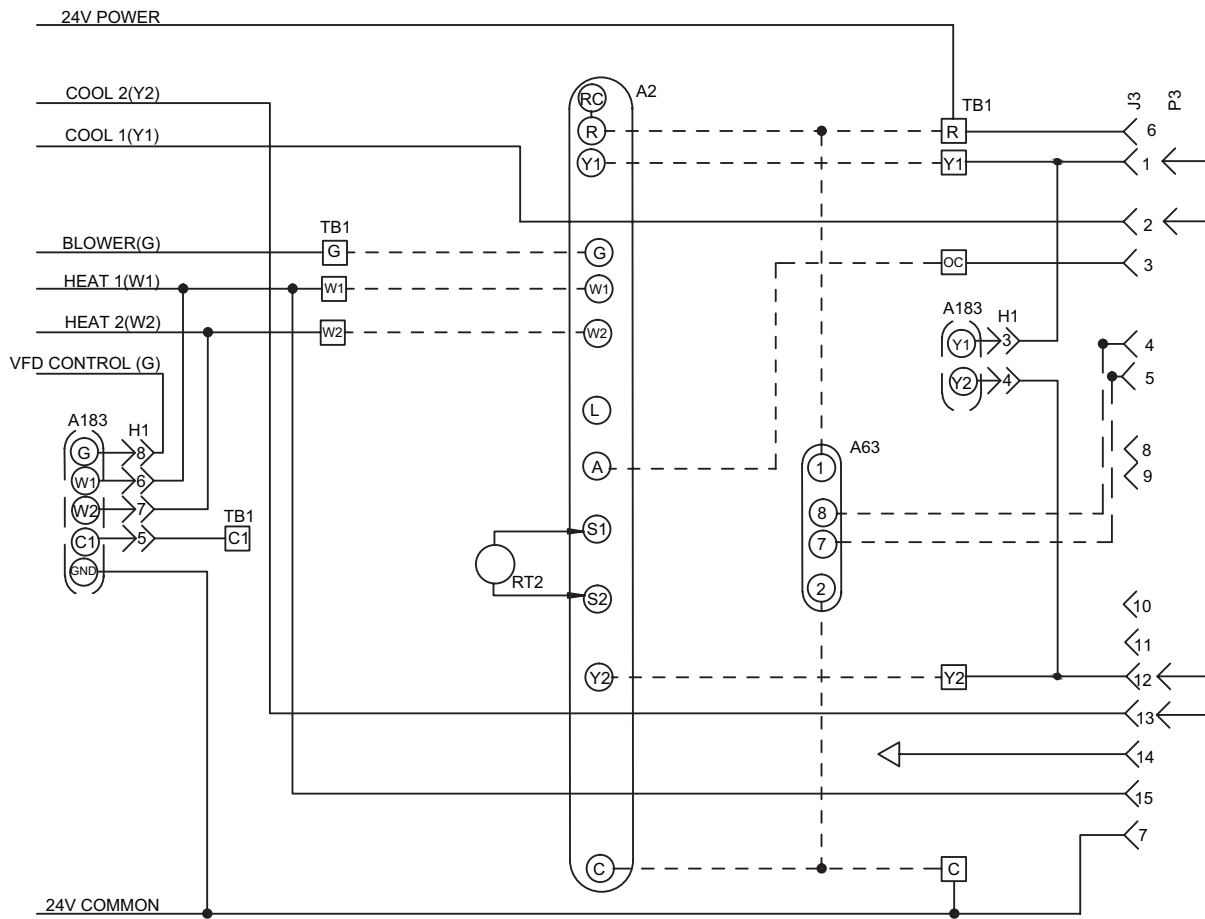 24V POWER
COOL 2(Y2)
COOL 1(Y1)
RC
A2
R
Y1
TB1
R
Y1
J3
P3
6
1
2
TB1
BLOWER(G)
G
G
HEAT 1(W1)
W1
W1
OC
3
HEAT 2(W2)
W2
W2
A183
H1
Y1
3
4
VFD CONTROL (G)
Y2
4
5
L
A183
H1
G
8
W1
6
W2
7
TB1
C1
5
C1
GND
A
A63
1
8
7
2
8
9
S1
RT2
S2
10
11
Y2
Y2
12
13
14
15
7
C
C
24V COMMON